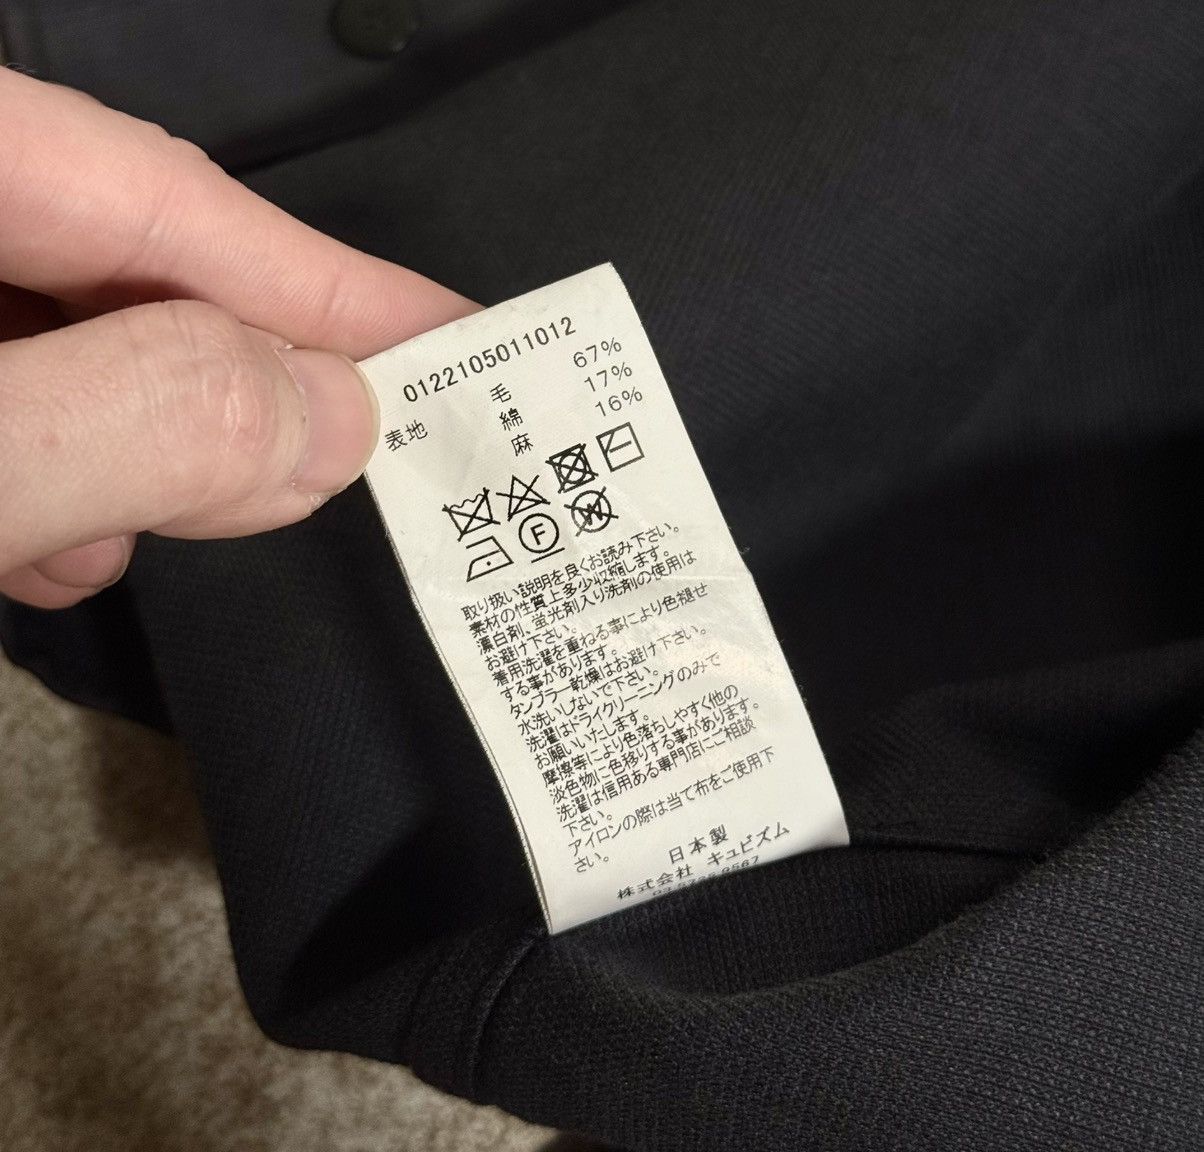 0122105011012
表地 毛 67%
綿 17%
麻 16%
F
W
取り扱い説明を良くお読み下さい。
素材の性質上多少収縮します。
漂白剤、蛍光剤入り洗剤の使用は
お避け下さい。
着用洗濯を重ねる事により色褪せ
する事があります。
タンブラー乾燥はお避け下さい。
水洗いしないで下さい。
洗濯はドライクリーニングのみで
お願いいたします。
摩擦等により色落ちしやすく他の
淡色物に色移りする事があります。
洗濯は信用ある専門店にご相談
下さい。
アイロンの際は当て布をご使用下
さい。
日本製
株式会社 キュビズム